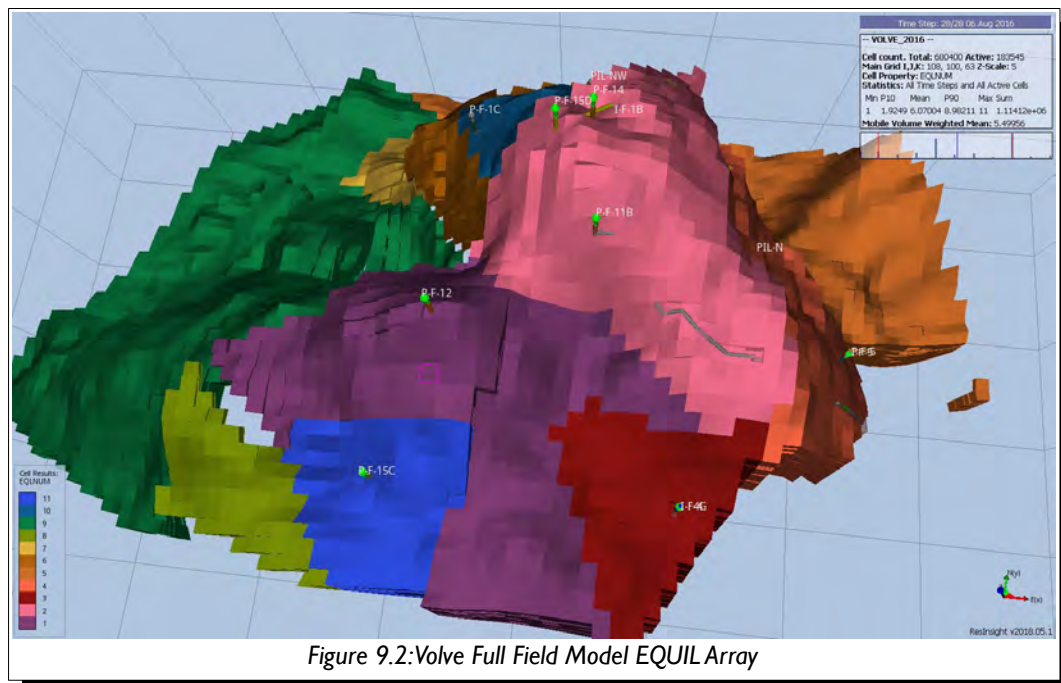 Time Step: 28/28 06 Aug 2016
-- VOLVE_2016 --
Cell count. Total: 680400 Active: 183545
Main Grid I,J,K: 108, 100, 63 Z-Scale: 5
Cell Property: EQLNUM
Statistics: All Time Steps and All Active Cells
Min P10 Mean P90 Max Sum
1 1.9249 6.07004 8.98211 11 1.11412e+06
Mobile Volume Weighted Mean: 5.49956
PIL-NW
P-F-14
P-F-15D
I-F-1B
P-F-1C
P-F-11B
PIL-N
P-F-12
P-F-15C
Cell Results:
EQLNUM
11
10
9
8
7
6
5
4
3
2
1
N(y)
E(x)
ResInsight v2018.05.1
Figure 9.2:Volve Full Field Model EQUIL Array